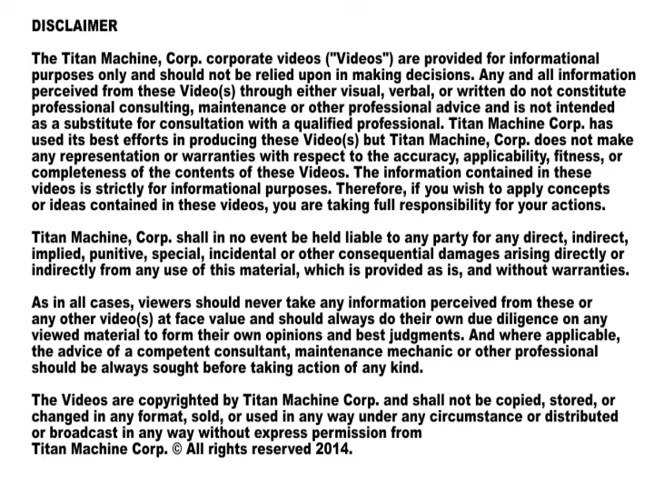 DISCLAIMER
The Titan Machine, Corp. corporate videos ("Videos") are provided for informational
purposes only and should not be relied upon in making decisions. Any and all information
perceived from these Video(s) through either visual, verbal, or written do not constitute
professional consulting, maintenance or other professional advice and is not intended
as a substitute for consultation with a qualified professional. Titan Machine Corp. has
used its best efforts in producing these Video(s) but Titan Machine, Corp. does not make
any representation or warranties with respect to the accuracy, applicability, fitness, or
completeness of the contents of these Videos. The information contained in these
videos is strictly for informational purposes. Therefore, if you wish to apply concepts
or ideas contained in these videos, you are taking full responsibility for your actions.
Titan Machine, Corp. shall in no event be held liable to any party for any direct, indirect,
implied, punitive, special, incidental or other consequential damages arising directly or
indirectly from any use of this material, which is provided as is, and without warranties.
As in all cases, viewers should never take any information perceived from these or
any other video(s) at face value and should always do their own due diligence on any
viewed material to form their own opinions and best judgments. And where applicable,
the advice of a competent consultant, maintenance mechanic or other professional
should be always sought before taking action of any kind.
The Videos are copyrighted by Titan Machine Corp. and shall not be copied, stored, or
changed in any format, sold, or used in any way under any circumstance or distributed
or broadcast in any way without express permission from
Titan Machine Corp. © All rights reserved 2014.